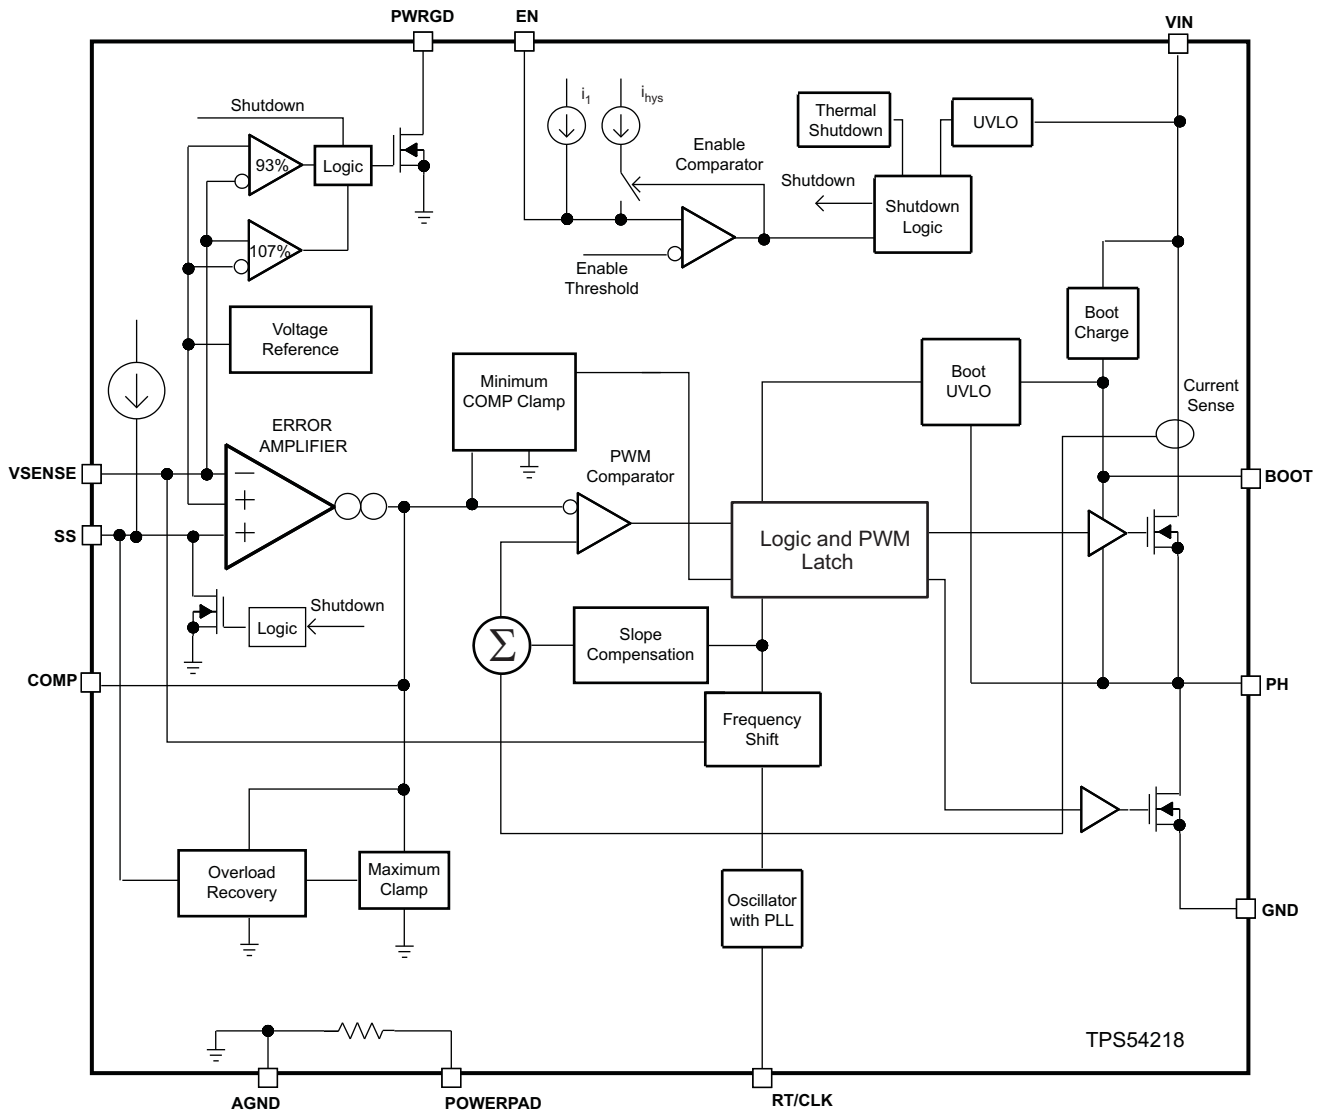 PWRGD
EN
VIN
Shutdown
93%
Logic
107%
i1
ihys
Enable
Comparator
Enable
Threshold
Thermal
Shutdown
UVLO
Shutdown
Shutdown
Logic
Voltage
Reference
Boot
Charge
Minimum
COMP Clamp
Boot
UVLO
Current
Sense
ERROR
AMPLIFIER
VSENSE
−
+
+
PWM
Comparator
BOOT
SS
Logic and PWM
Latch
Shutdown
Logic
Σ
Slope
Compensation
COMP
PH
Frequency
Shift
Overload
Recovery
Maximum
Clamp
Oscillator
with PLL
GND
TPS54218
AGND
POWERPAD
RT/CLK